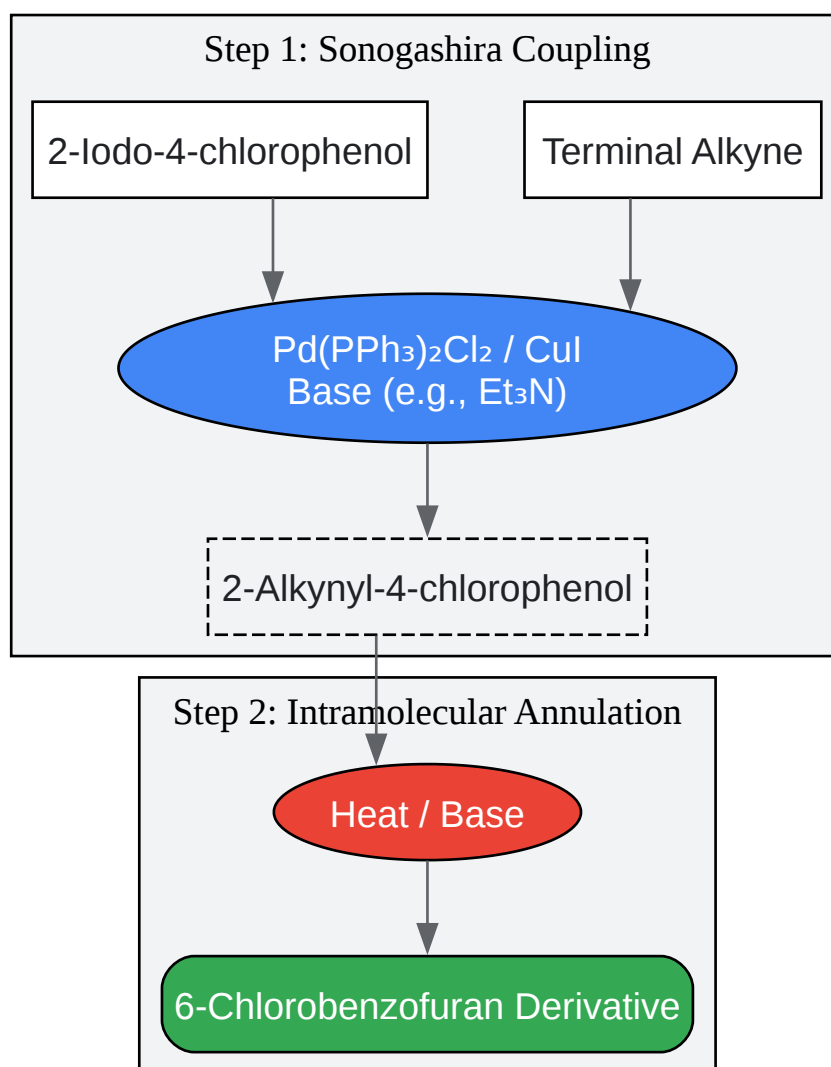 Step 1: Sonogashira Coupling
2-Iodo-4-chlorophenol
Terminal Alkyne
Pd(PPh₃)₂Cl₂ / CuI
Base (e.g., Et₃N)
2-Alkynyl-4-chlorophenol
Step 2: Intramolecular Annulation
Heat / Base
6-Chlorobenzofuran Derivative